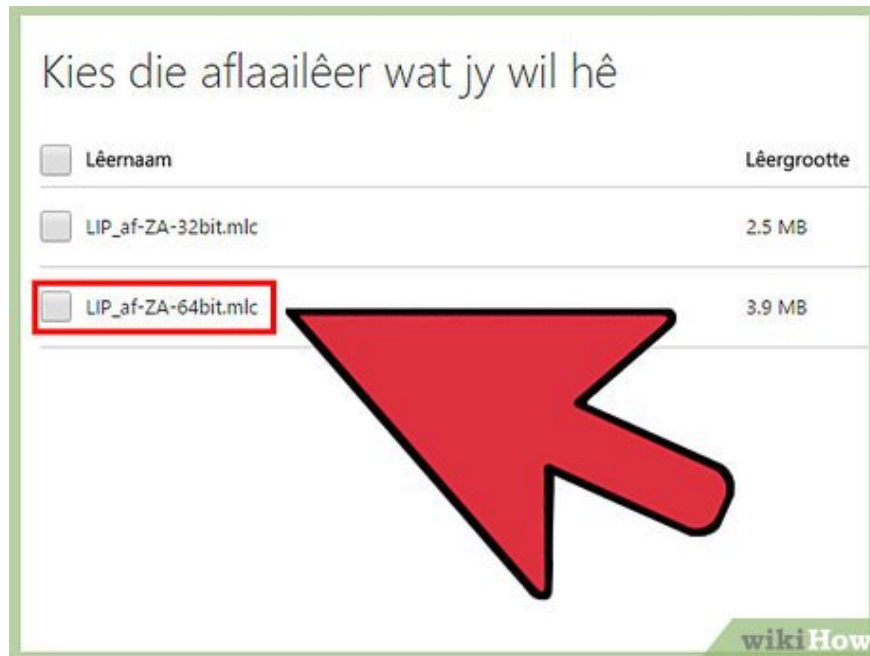 Kies die aflaailêer wat jy wil hê
Lêernaam Lêergrootte
LIP_af-ZA-32bit.mlc 2.5 MB
LIP_af-ZA-64bit.mlc 3.9 MB
wikiHow